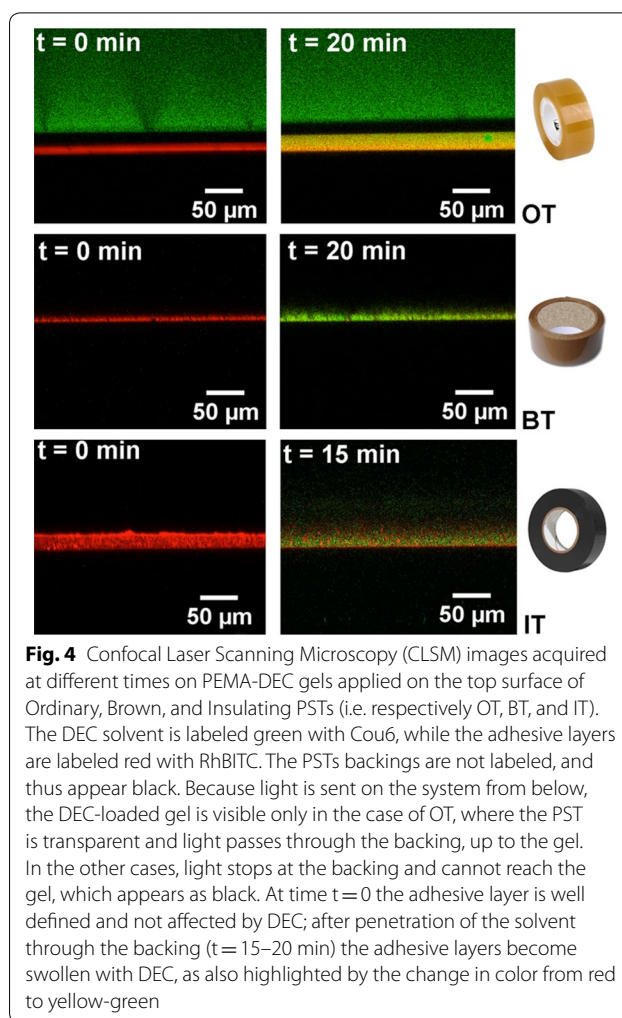 t = 0 min
t = 20 min
50 µm
50 µm
OT
t = 0 min
t = 20 min
50 µm
50 µm
BT
t = 0 min
t = 15 min
50 µm
50 µm
IT
Fig. 4 Confocal Laser Scanning Microscopy (CLSM) images acquired
at different times on PEMA-DEC gels applied on the top surface of
Ordinary, Brown, and Insulating PSTs (i.e. respectively OT, BT, and IT).
The DEC solvent is labeled green with Cou6, while the adhesive layers
are labeled red with RhBITC. The PSTs backings are not labeled, and
thus appear black. Because light is sent on the system from below,
the DEC-loaded gel is visible only in the case of OT, where the PST
is transparent and light passes through the backing, up to the gel.
In the other cases, light stops at the backing and cannot reach the
gel, which appears as black. At time t = 0 the adhesive layer is well
defined and not affected by DEC; after penetration of the solvent
through the backing (t = 15–20 min) the adhesive layers become
swollen with DEC, as also highlighted by the change in color from red
to yellow-green